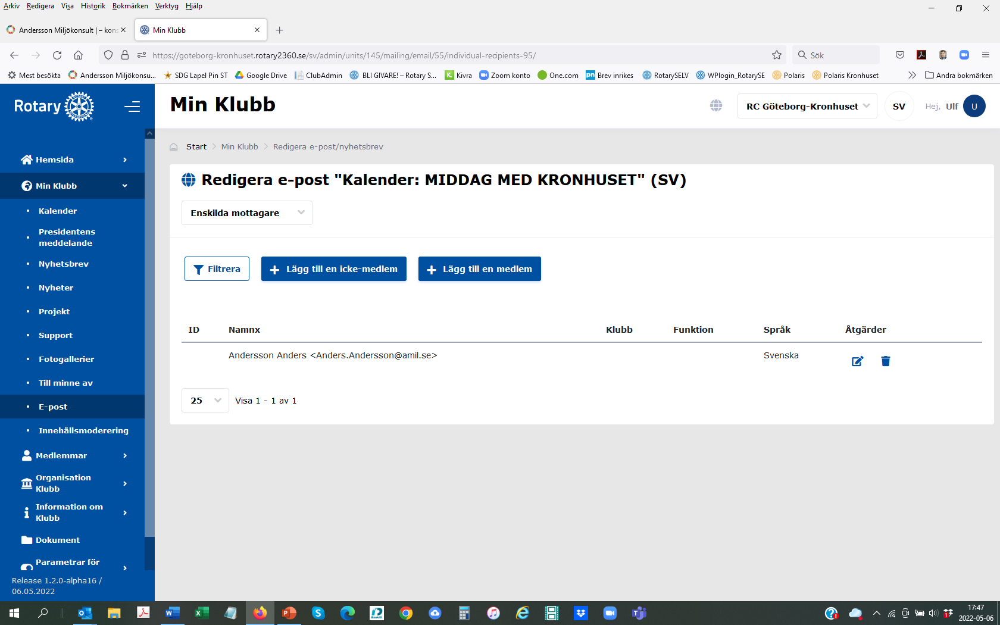 Arkiv Redigera Visa Historik Bokmärken Verktyg Hjälp
Andersson Miljökonsult | – kons
Min Klubb
https://goteborg-kronhuset.rotary2360.se/sv/admin/units/145/mailing/email/55/individual-recipients-95/
Sök
Mest besökta Andersson Miljökonsu... SDG Lapel Pin ST Google Drive ClubAdmin BLI GIVARE! – Rotary S... Kivra Zoom konto One.com Brev inrikes RotarySELV WPlogin_RotarySE Polaris Polaris Kronhuset Andra bokmärken
Rotary
Min Klubb
RC Göteborg-Kronhuset
SV
Hej, Ulf
U
Start > Min Klubb > Redigera e-post/nyhetsbrev
Hemsida
Min Klubb
• Kalender
• Presidentens
meddelande
• Nyhetsbrev
• Nyheter
• Projekt
• Support
• Fotogallerier
• Till minne av
• E-post
• Innehållsmoderering
Medlemmar
Organisation
Klubb
Information om
Klubb
Dokument
Parametrar för
Release 1.2.0-alpha16 /
06.05.2022
Redigera e-post "Kalender: MIDDAG MED KRONHUSET" (SV)
Enskilda mottagare
Filtrera
+ Lägg till en icke-medlem
+ Lägg till en medlem
ID Namnx Klubb Funktion Språk Åtgärder
Andersson Anders <Anders.Andersson@amil.se> Svenska
25
Visa 1 - 1 av 1
17:47
2022-05-06